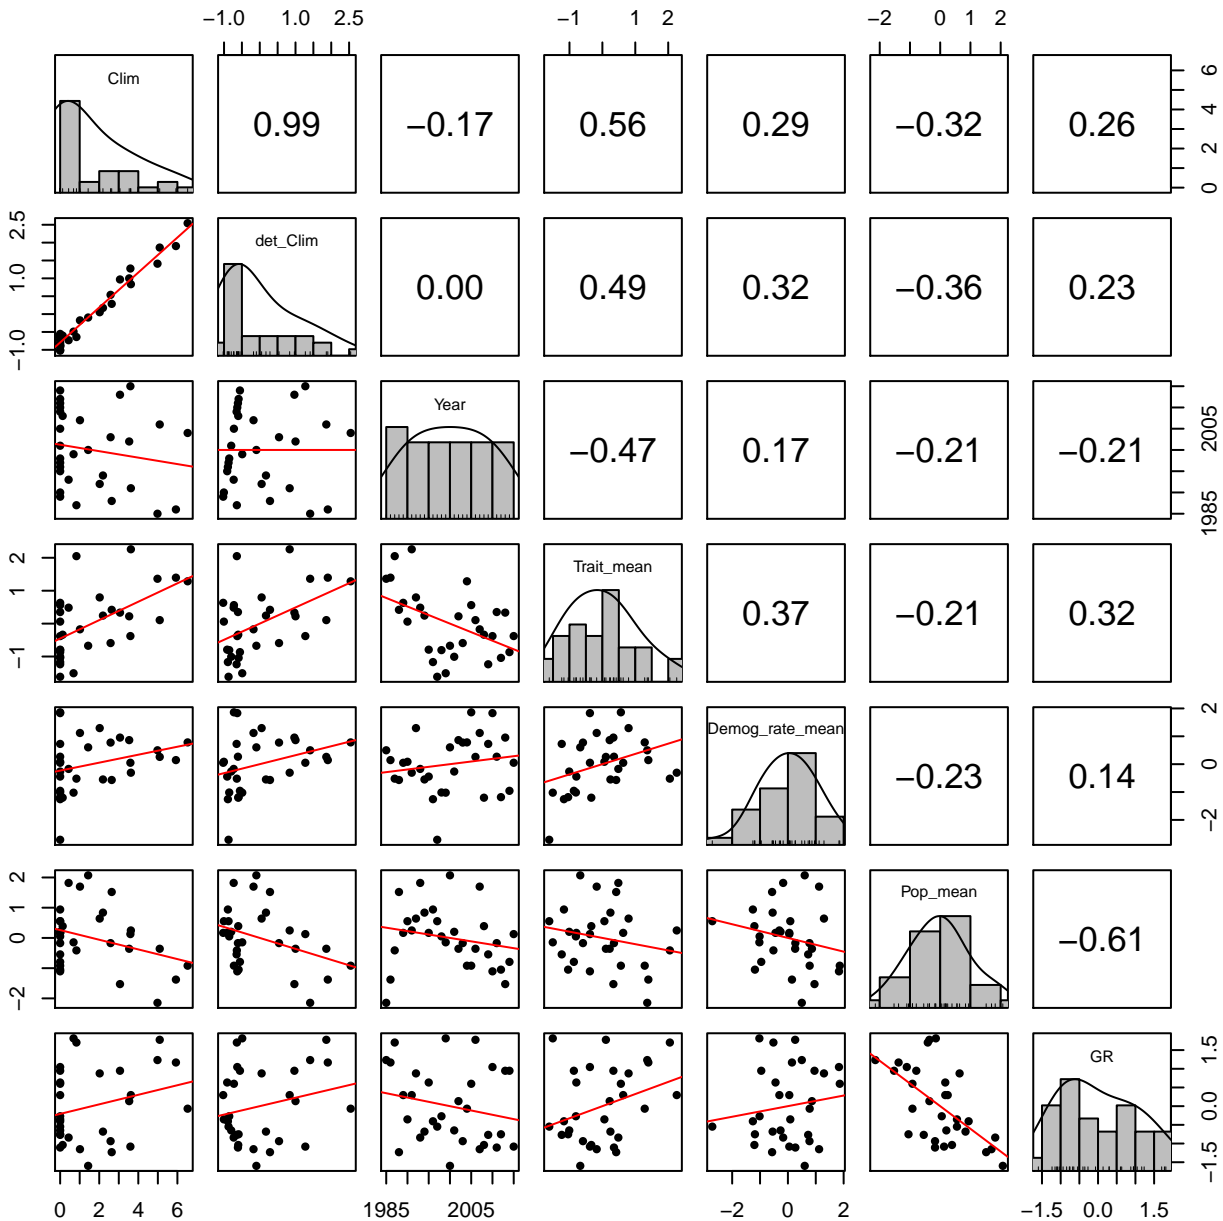 −1.0 1.0 2.5 −1 1 2 −2 0 2
Clim 0.99 −0.17 0.56 0.29 −0.32 0.26 0 2 4 6
−1.0 1.0 2.5 det_Clim 0.00 0.49 0.32 −0.36 0.23
Year −0.47 0.17 −0.21 −0.21 1985 2005
−1 1 2 Trait_mean 0.37 −0.21 0.32
Demog_rate_mean −0.23 0.14 −2 0 2
−2 0 1 2 Pop_mean −0.61
GR −1.5 0.0 1.5
0 2 4 6 1985 2005 −2 0 2 −1.5 0.0 1.5